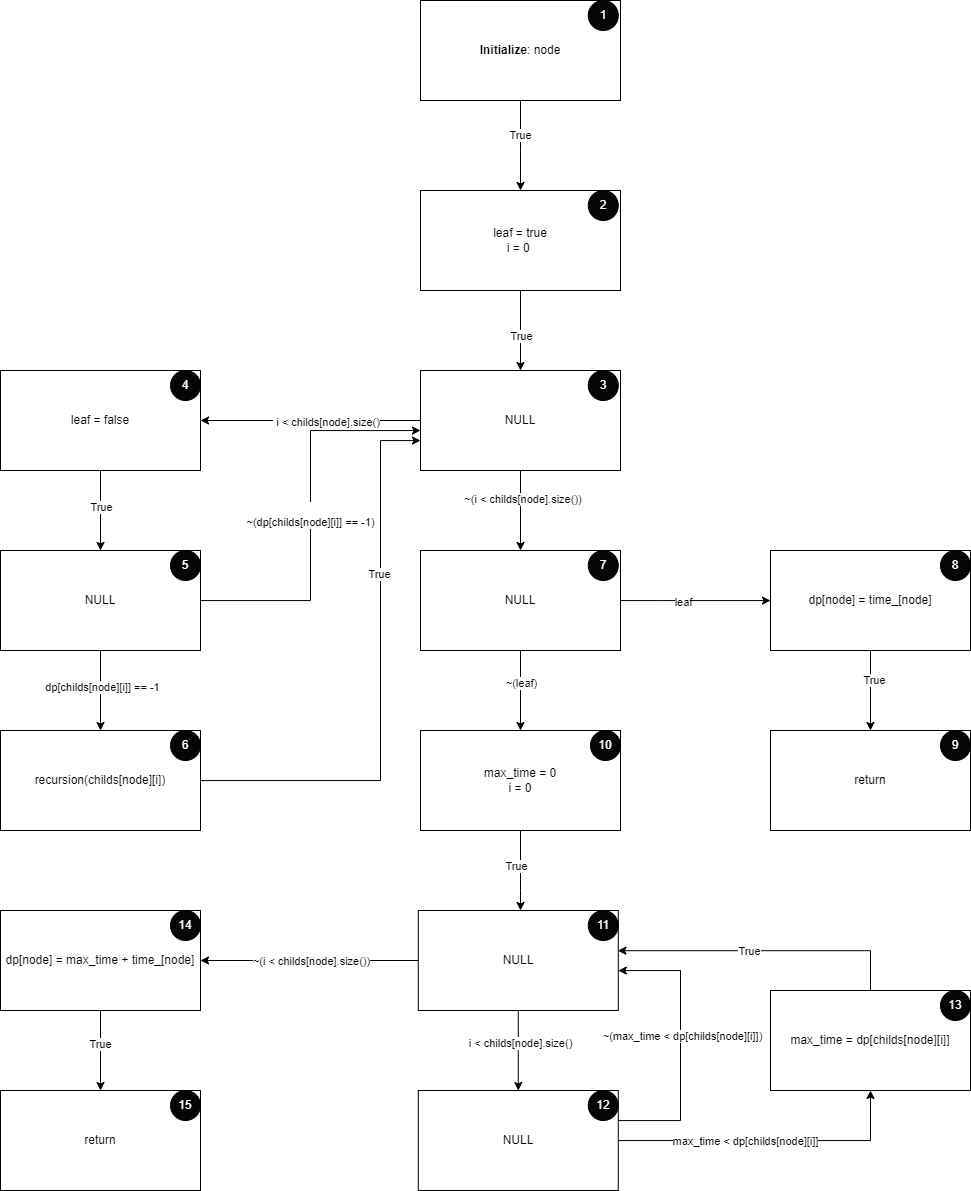 1
Initialize: node
True
2
leaf = true
i = 0
True
4
leaf = false
3
NULL
i < childs[node].size()
True
~(i < childs[node].size())
~(dp[childs[node][i]] == -1)
5
NULL
True
7
NULL
leaf
8
dp[node] = time_[node]
dp[childs[node][i]] == -1
~(leaf)
True
6
recursion(childs[node][i])
10
max_time = 0
i = 0
9
return
True
14
dp[node] = max_time + time_[node]
~(i < childs[node].size())
11
NULL
True
13
max_time = dp[childs[node][i]]
True
i < childs[node].size()
~(max_time < dp[childs[node][i]])
15
return
12
NULL
max_time < dp[childs[node][i]]